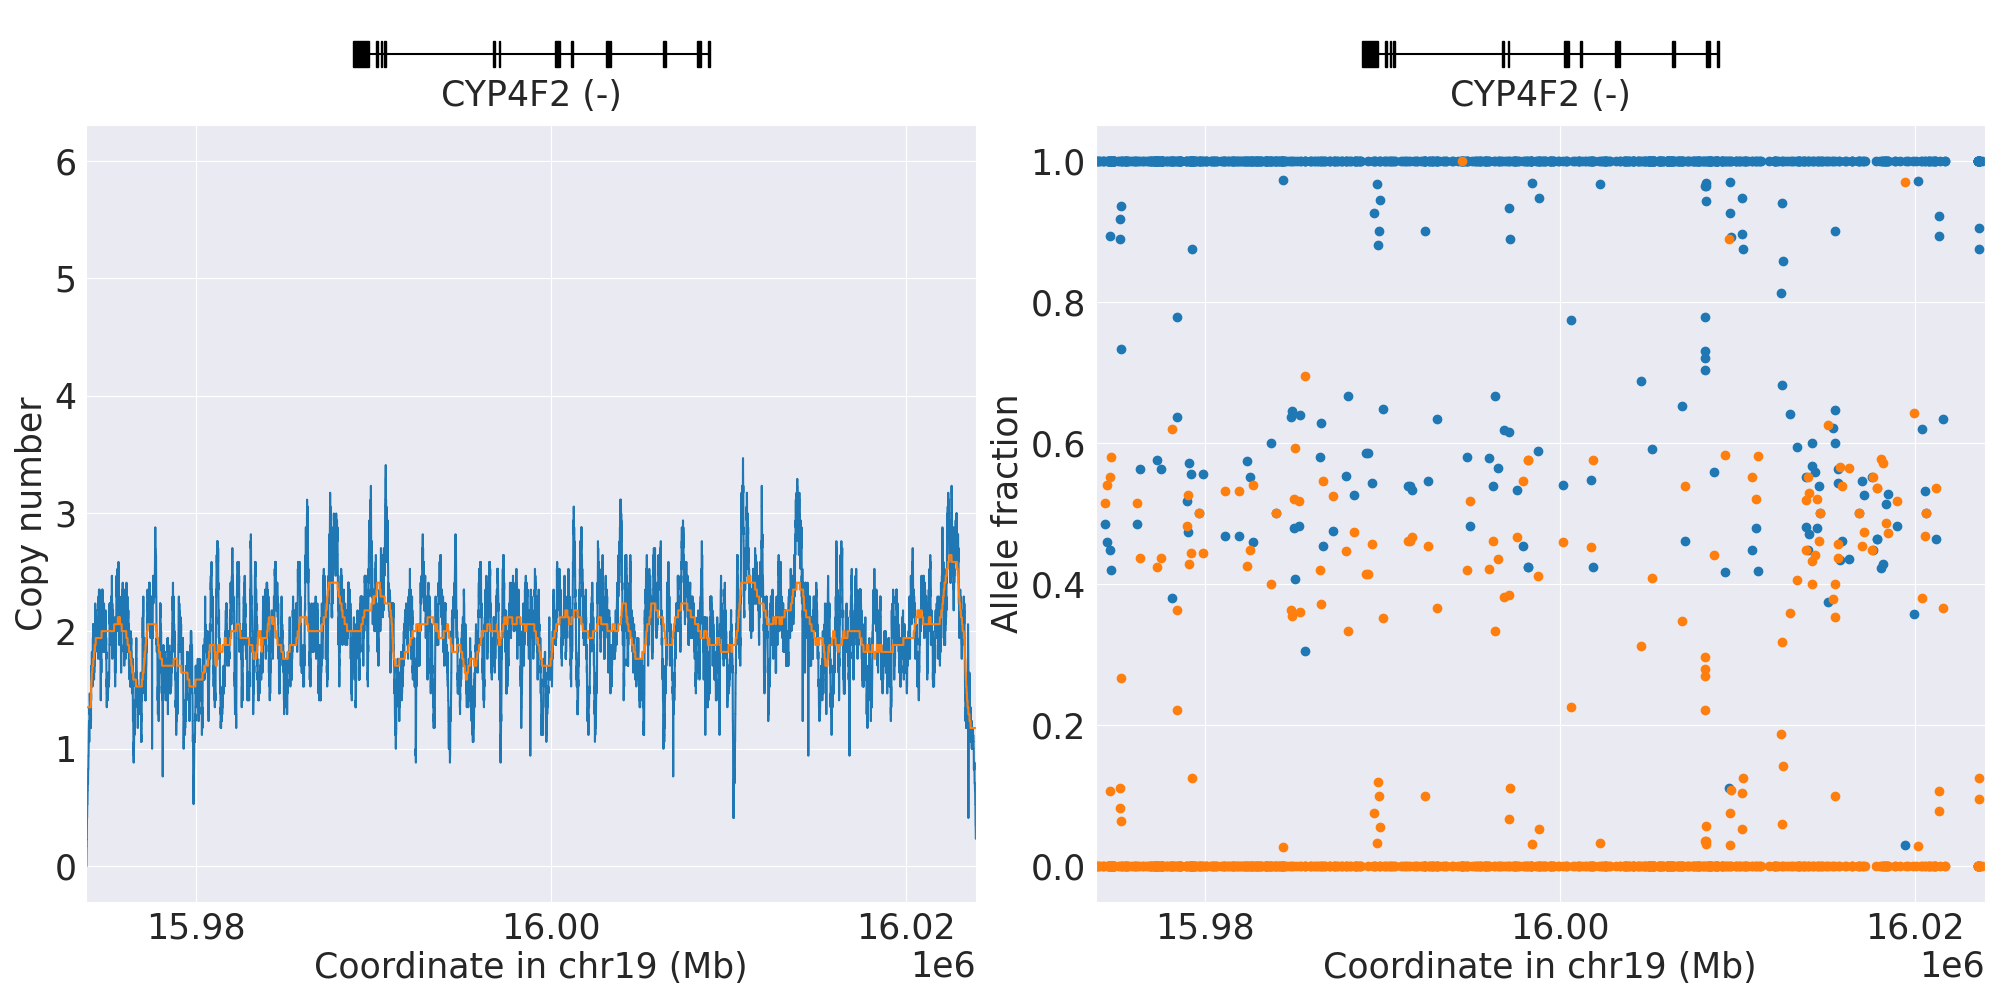 CYP4F2 (-)
CYP4F2 (-)
Copy number
6
5
4
3
2
1
0
15.98
16.00
16.02
Coordinate in chr19 (Mb)
1e6
Allele fraction
1.0
0.8
0.6
0.4
0.2
0.0
15.98
16.00
16.02
Coordinate in chr19 (Mb)
1e6